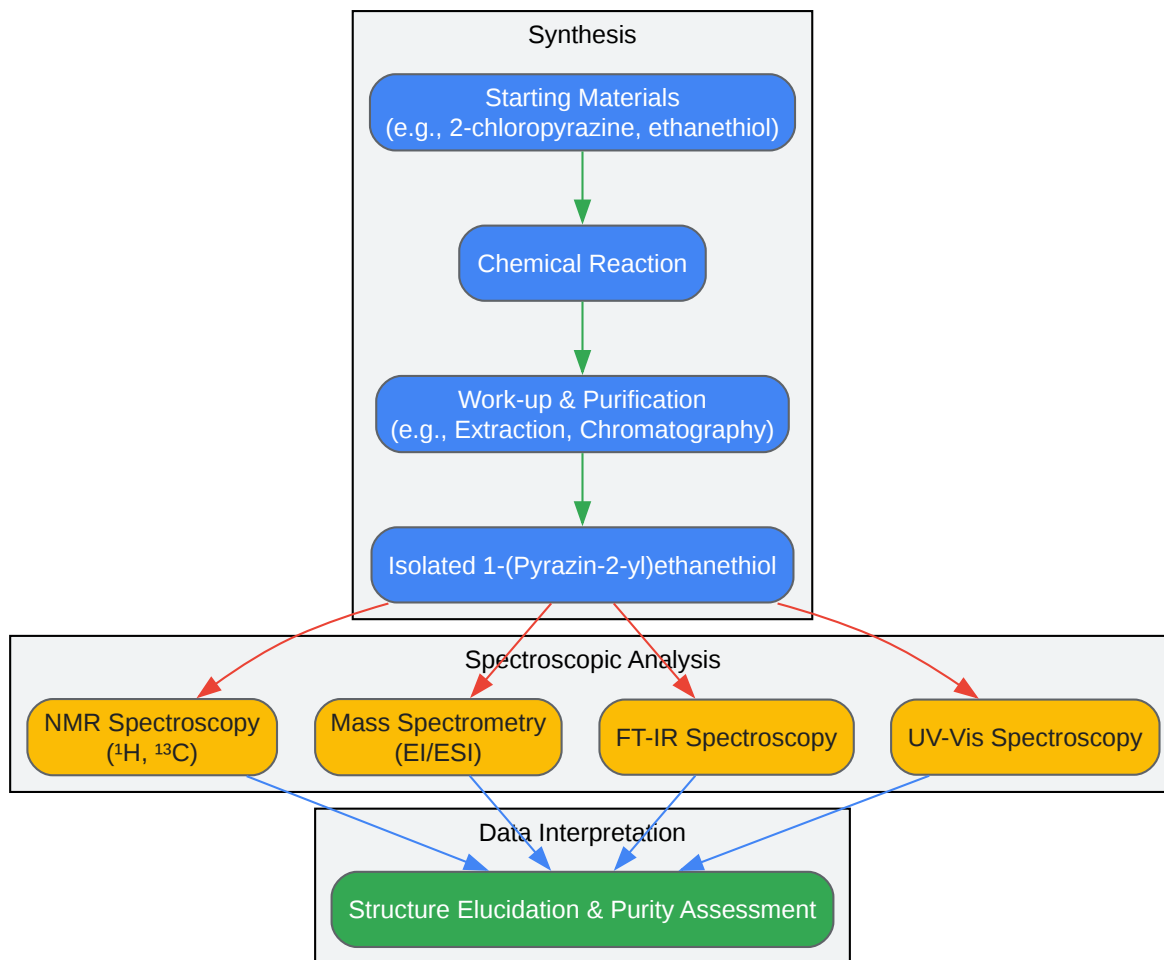 Synthesis
Starting Materials
(e.g., 2-chloropyrazine, ethanethiol)
Chemical Reaction
Work-up & Purification
(e.g., Extraction, Chromatography)
Isolated 1-(Pyrazin-2-yl)ethanethiol
Spectroscopic Analysis
NMR Spectroscopy
(¹H, ¹³C)
Mass Spectrometry
(EI/ESI)
FT-IR Spectroscopy
UV-Vis Spectroscopy
Data Interpretation
Structure Elucidation & Purity Assessment